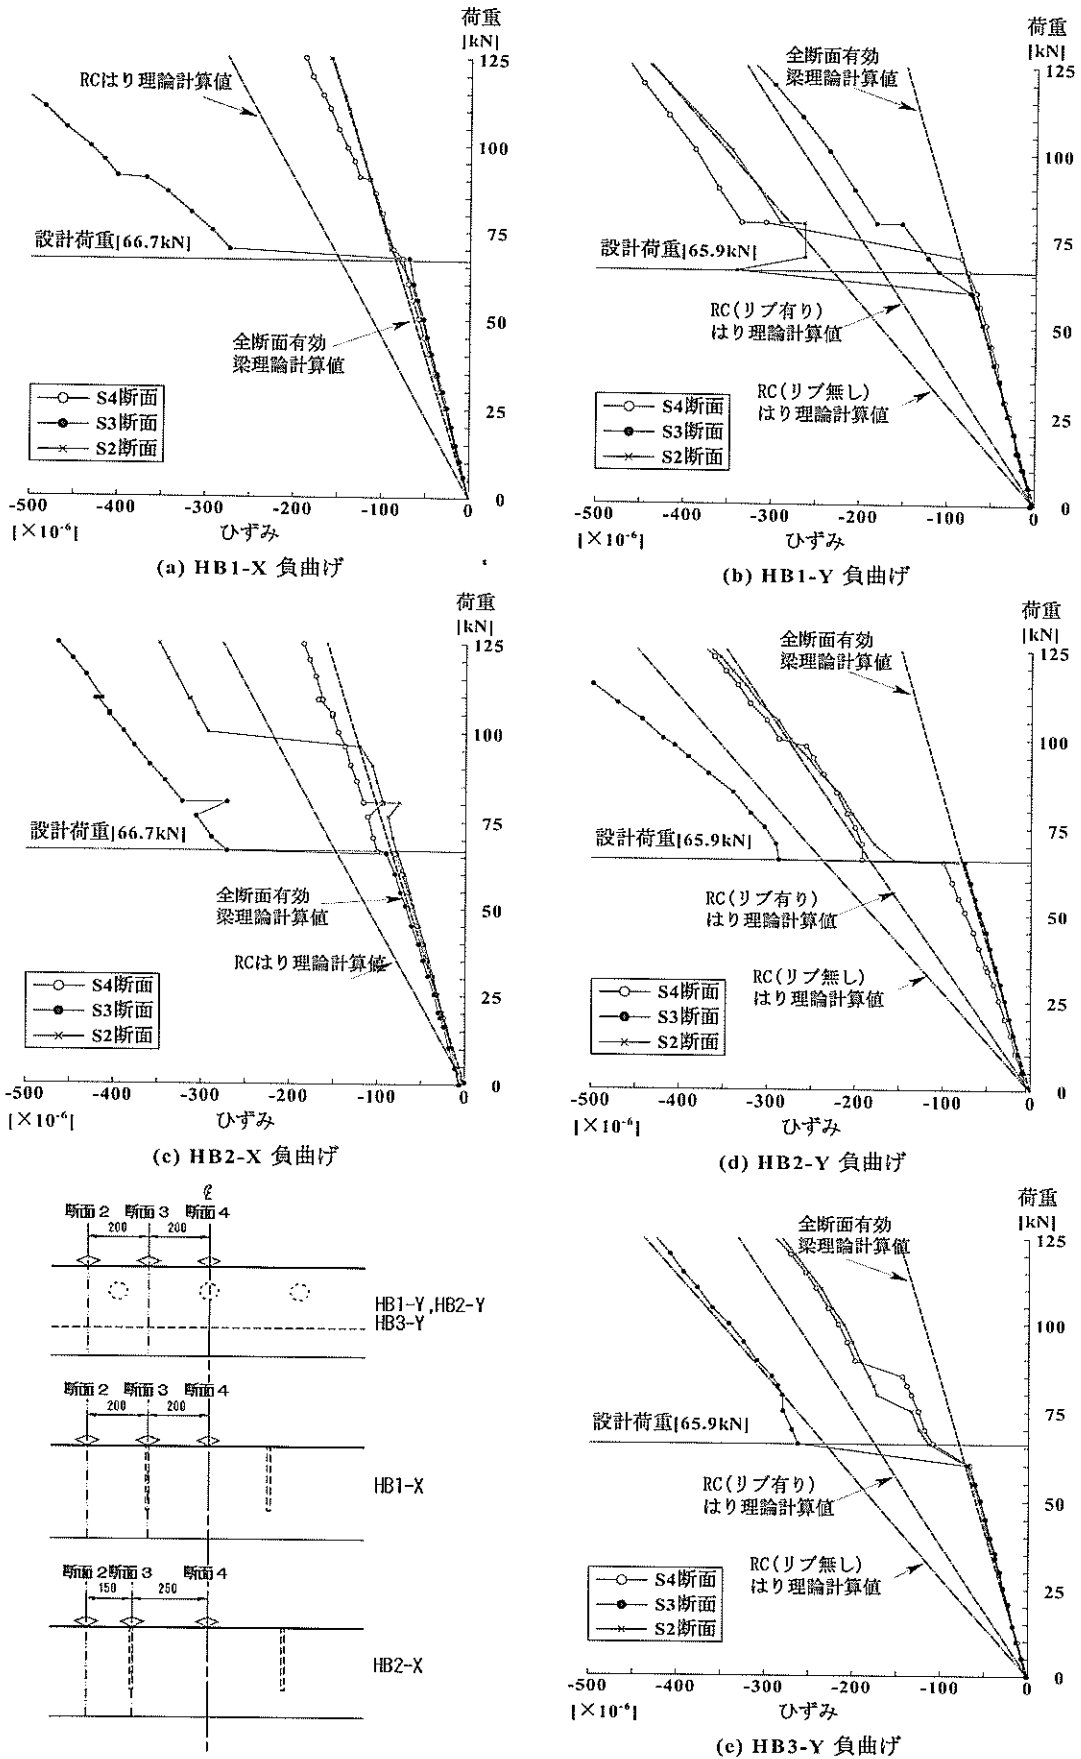 荷重
[kN]
125
100
75
50
25
0
RCはり理論計算値
設計荷重[66.7kN]
全断面有効
梁理論計算値
S4断面
S3断面
S2断面
-500 -400 -300 -200 -100 0
[×10⁻⁶] ひずみ
(a) HB1-X 負曲げ
荷重
[kN]
125
100
75
50
25
0
全断面有効
梁理論計算値
設計荷重[65.9kN]
RC(リブ有り)
はり理論計算値
RC(リブ無し)
はり理論計算値
S4断面
S3断面
S2断面
-500 -400 -300 -200 -100 0
[×10⁻⁶] ひずみ
(b) HB1-Y 負曲げ
荷重
[kN]
125
100
75
50
25
0
設計荷重[66.7kN]
全断面有効
梁理論計算値
RCはり理論計算値
S4断面
S3断面
S2断面
-500 -400 -300 -200 -100 0
[×10⁻⁶] ひずみ
(c) HB2-X 負曲げ
荷重
[kN]
125
100
75
50
25
0
全断面有効
梁理論計算値
設計荷重[65.9kN]
RC(リブ有り)
はり理論計算値
RC(リブ無し)
はり理論計算値
S4断面
S3断面
S2断面
-500 -400 -300 -200 -100 0
[×10⁻⁶] ひずみ
(d) HB2-Y 負曲げ
℄
断面2 断面3 断面4
200 200
HB1-Y,HB2-Y
HB3-Y
断面2 断面3 断面4
200 200
HB1-X
断面2 断面3 断面4
150 250
HB2-X
荷重
[kN]
125
100
75
50
25
0
全断面有効
梁理論計算値
設計荷重[65.9kN]
RC(リブ有り)
はり理論計算値
RC(リブ無し)
はり理論計算値
S4断面
S3断面
S2断面
-500 -400 -300 -200 -100 0
[×10⁻⁶] ひずみ
(e) HB3-Y 負曲げ